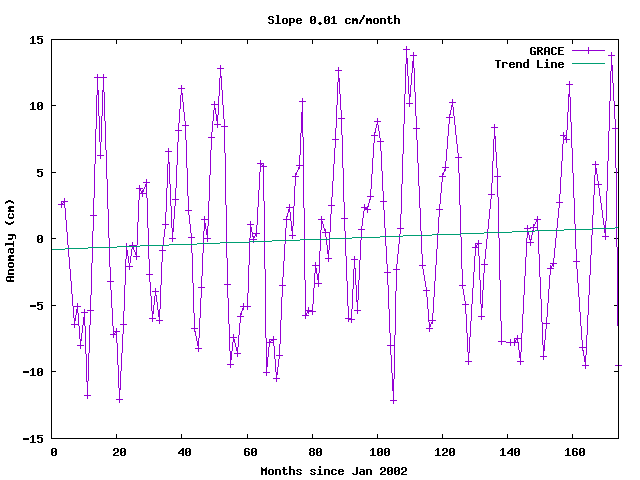 Slope 0.01 cm/month
GRACE
Trend Line
15
10
5
0
-5
-10
-15
Anomaly (cm)
0 20 40 60 80 100 120 140 160
Months since Jan 2002